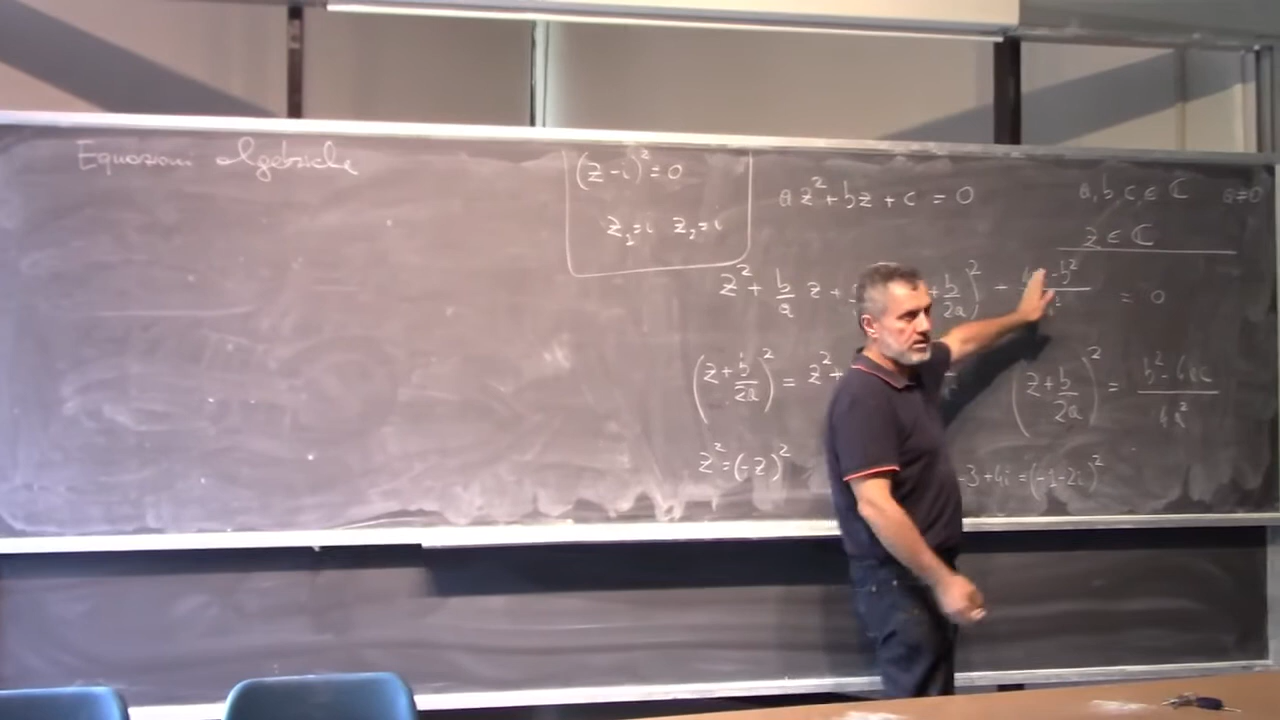 Equazioni algebriche
(z-i)²=0
z₁=i z₂=i
az²+bz+c=0
a,b,c,∈ ℂ a≠0
z ∈ ℂ
z²+ b/a z+ +b/2a)² + -b² = 0
(z+b/2a)² = z²+
(z+b/2a)² = b²-4ac/4a²
z²=(-z)²
-3+4i=(-1-2i)²